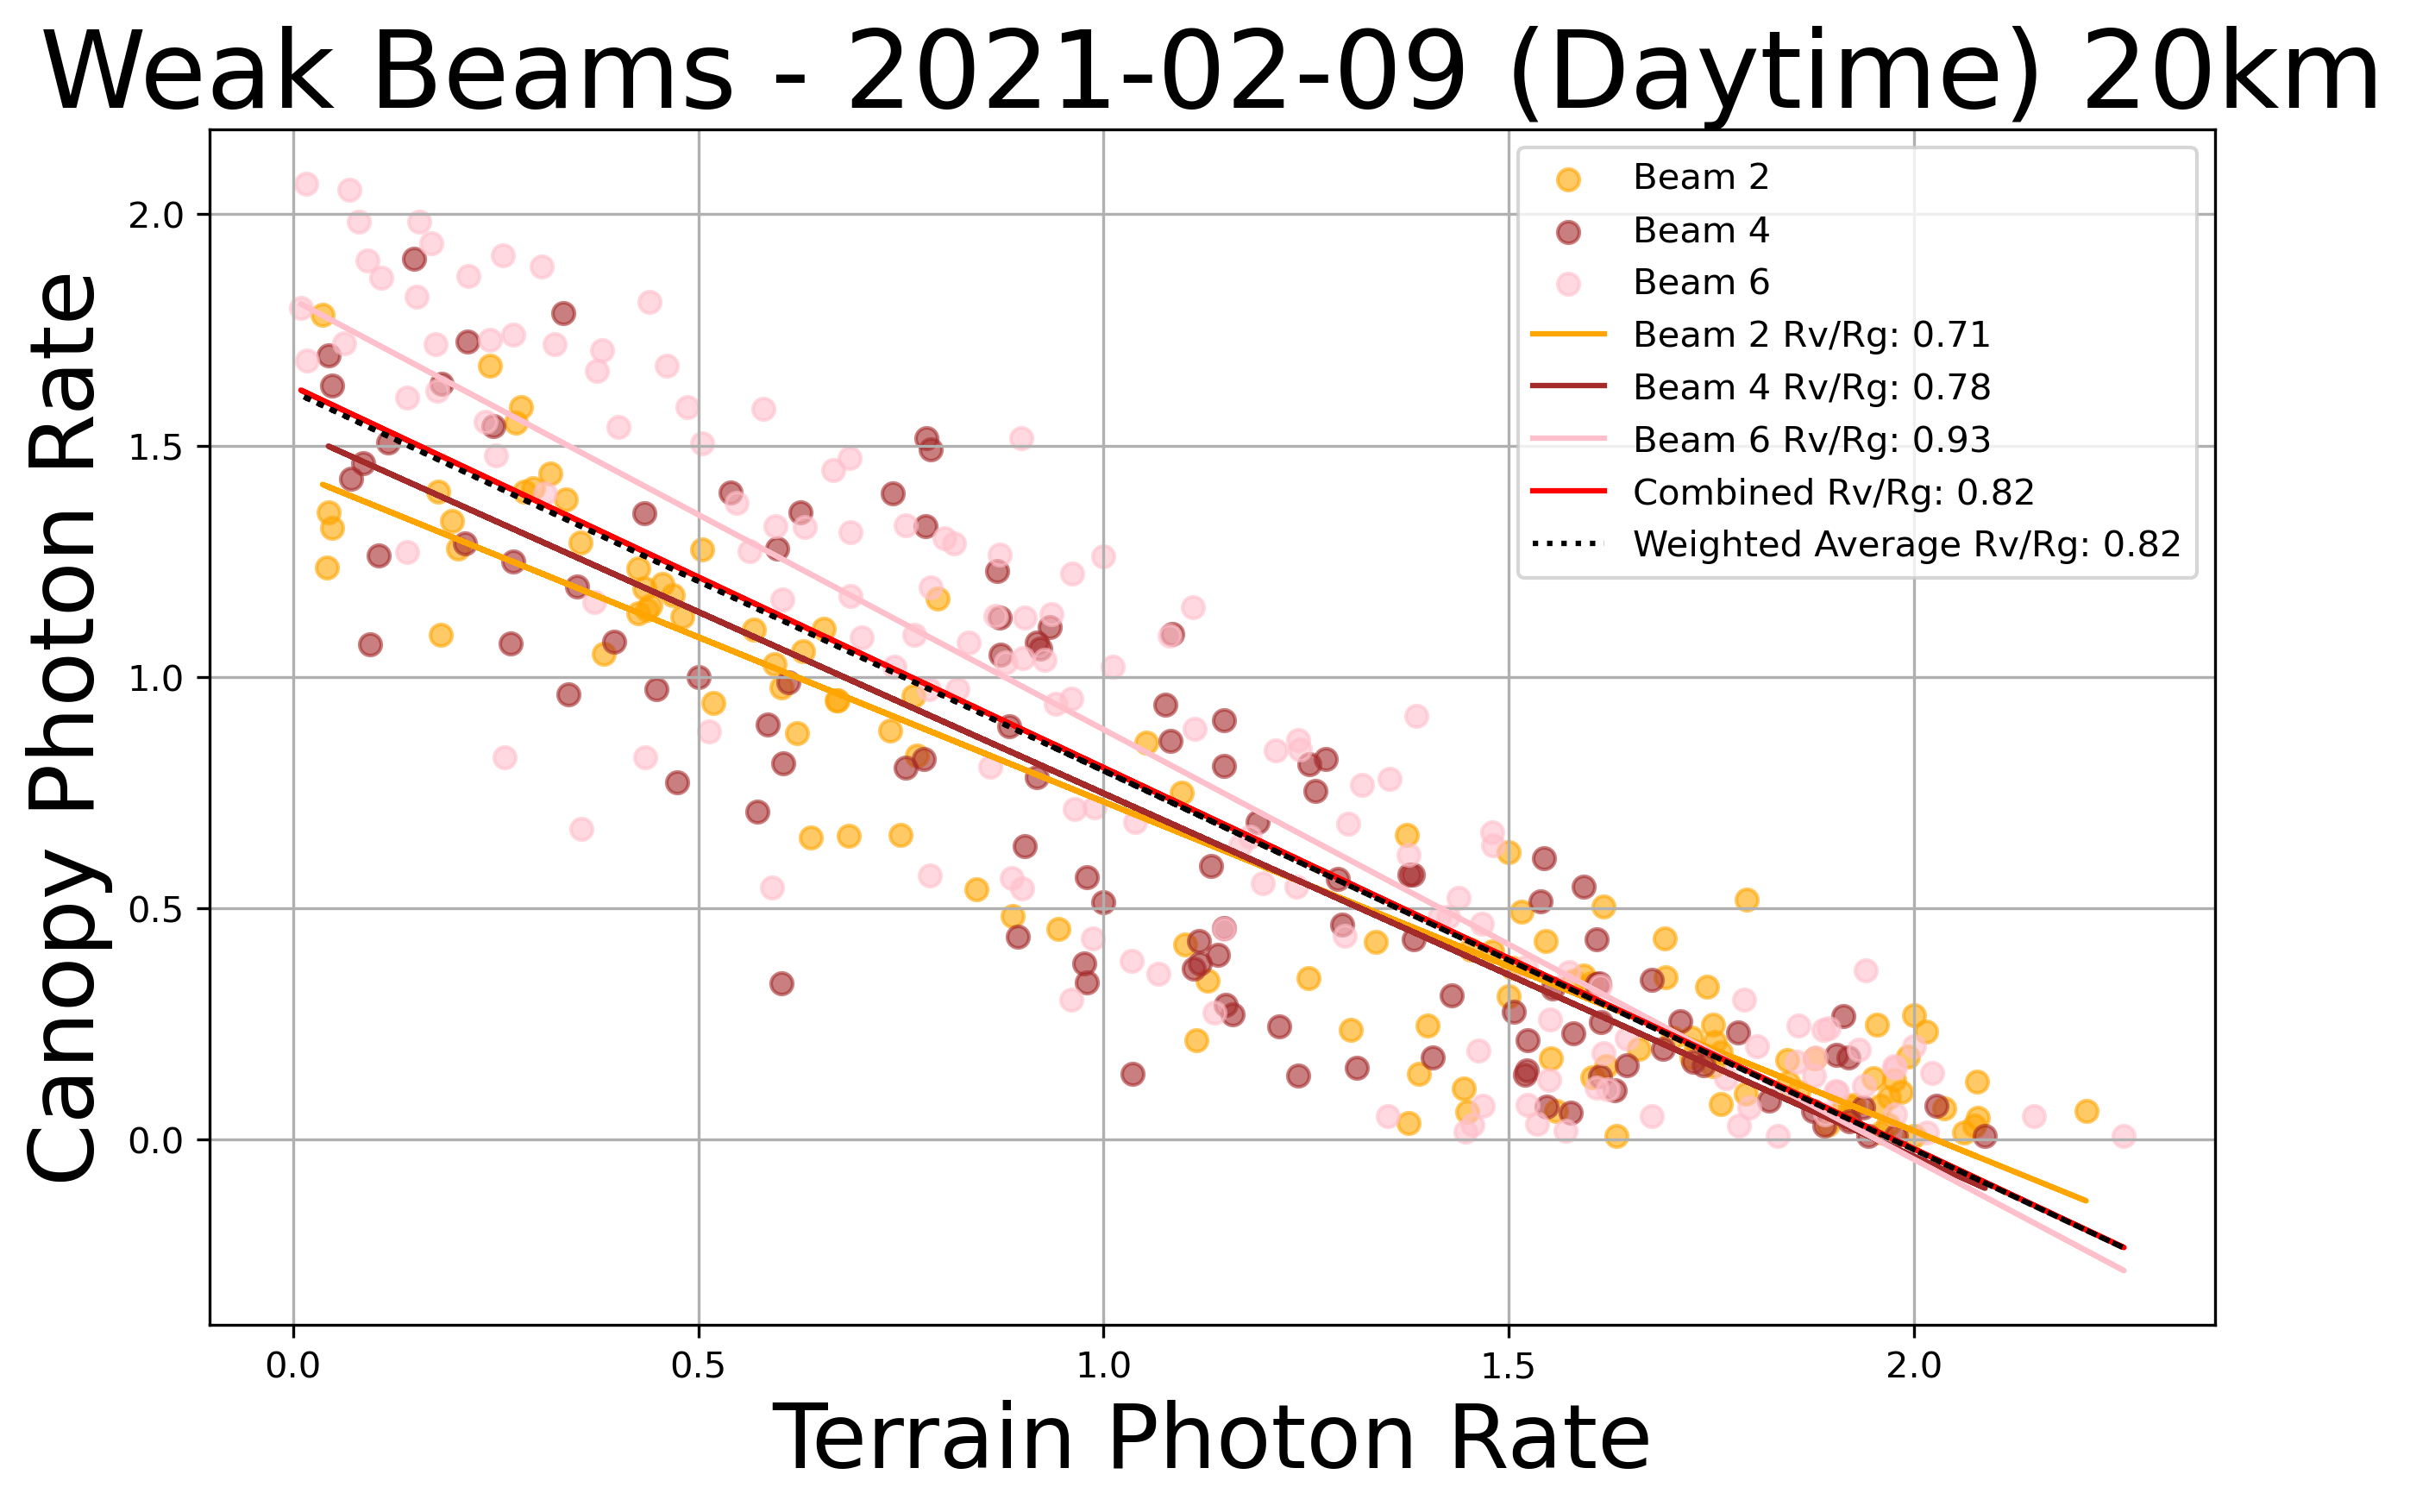 Weak Beams - 2021-02-09 (Daytime) 20km
Canopy Photon Rate
2.0
1.5
1.0
0.5
0.0
Beam 2
Beam 4
Beam 6
Beam 2 Rv/Rg: 0.71
Beam 4 Rv/Rg: 0.78
Beam 6 Rv/Rg: 0.93
Combined Rv/Rg: 0.82
Weighted Average Rv/Rg: 0.82
0.0 0.5 1.0 1.5 2.0
Terrain Photon Rate